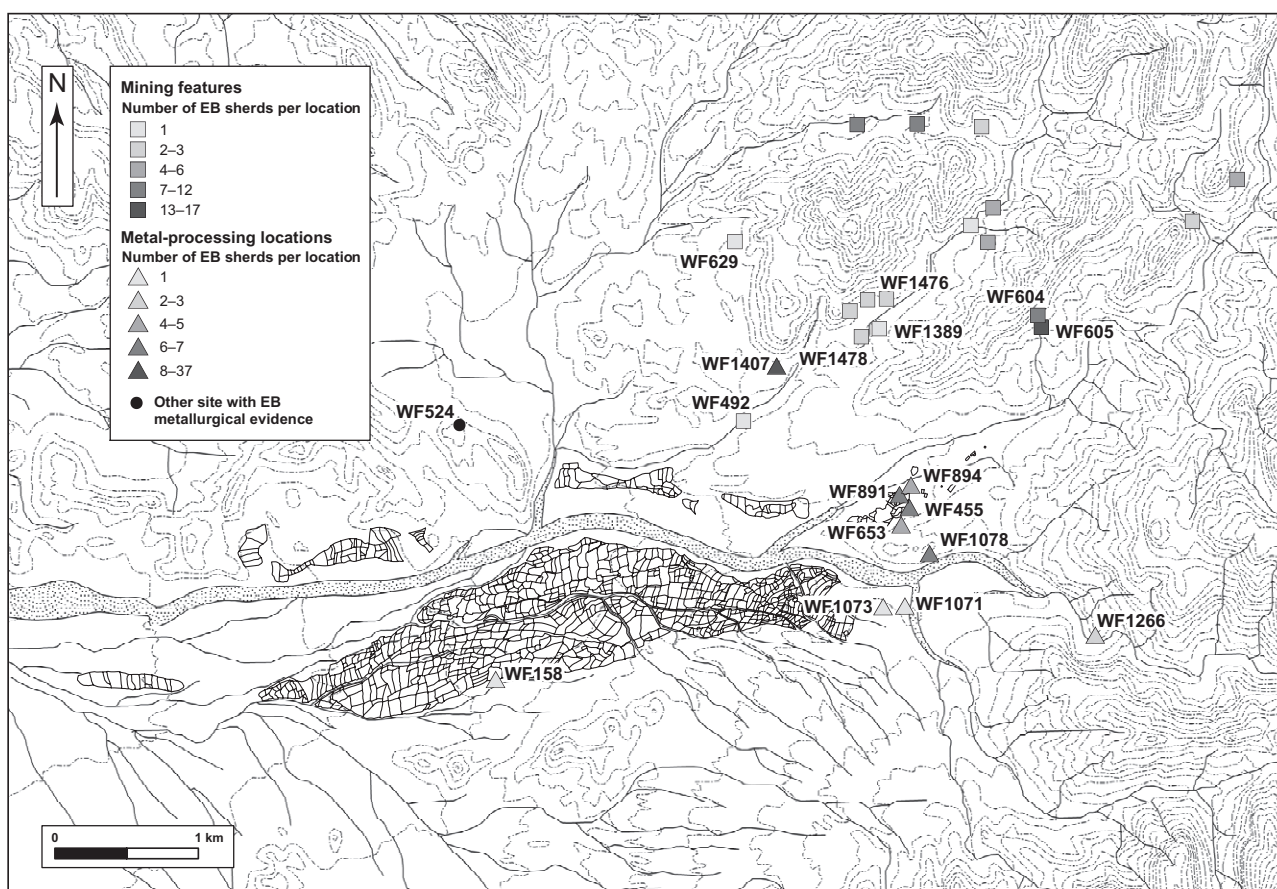 N
Mining features
Number of EB sherds per location
1
2–3
4–6
7–12
13–17
Metal-processing locations
Number of EB sherds per location
1
2–3
4–5
6–7
8–37
Other site with EB
metallurgical evidence
WF629
WF1476
WF604
WF605
WF1389
WF1478
WF1407
WF492
WF524
WF894
WF891
WF455
WF653
WF1078
WF1073
WF1071
WF1266
WF158
0
1 km